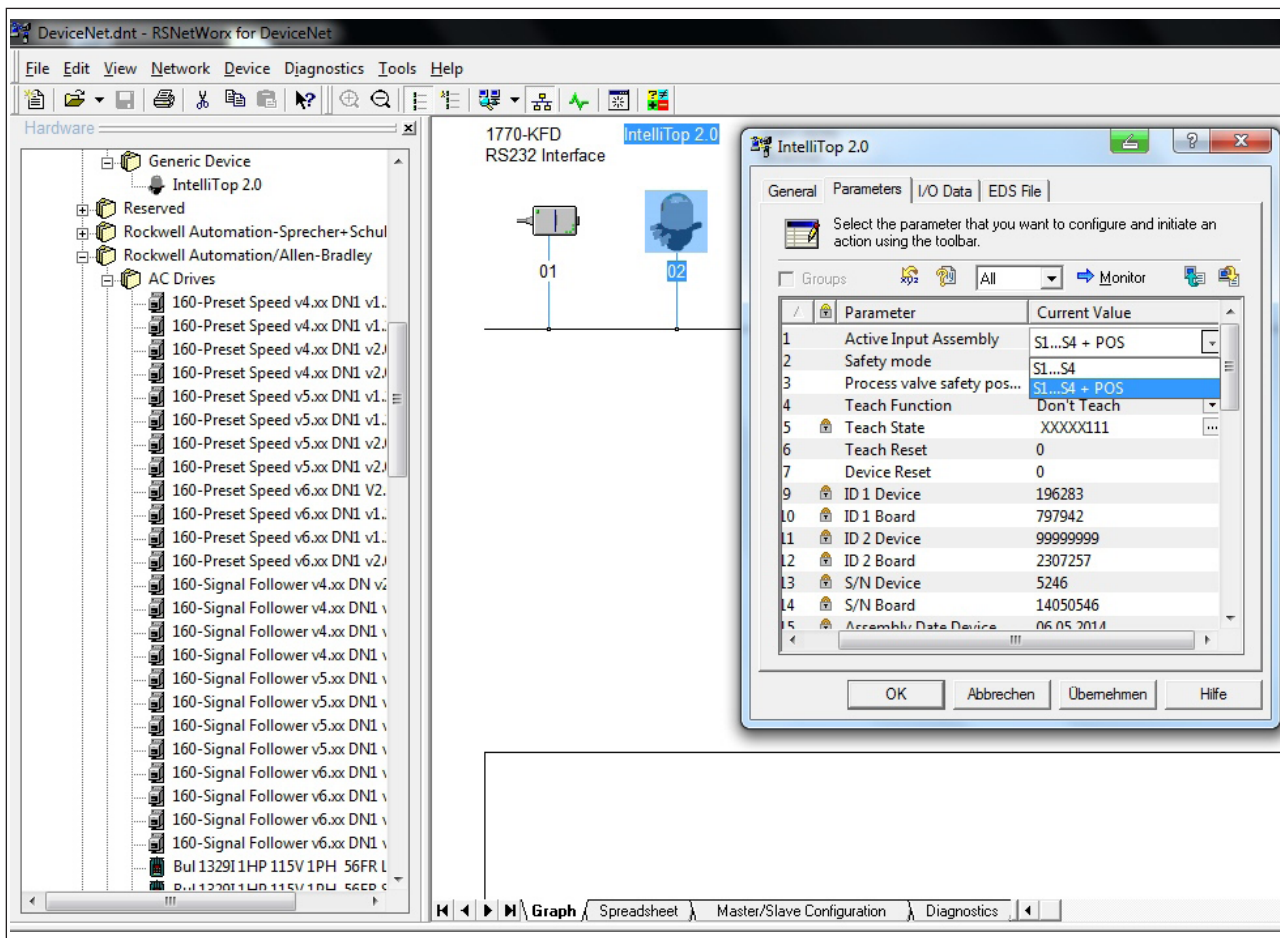 DeviceNet.dnt - RSNetWorx for DeviceNet
File Edit View Network Device Diagnostics Tools Help
Hardware
Generic Device
IntelliTop 2.0
Reserved
Rockwell Automation-Sprecher+Schul
Rockwell Automation/Allen-Bradley
AC Drives
160-Preset Speed v4.xx DN1 v1.
160-Preset Speed v4.xx DN1 v1.
160-Preset Speed v4.xx DN1 v2.
160-Preset Speed v4.xx DN1 v2.
160-Preset Speed v5.xx DN1 v1.
160-Preset Speed v5.xx DN1 v1.
160-Preset Speed v5.xx DN1 v2.
160-Preset Speed v5.xx DN1 v2.
160-Preset Speed v6.xx DN1 V2.
160-Preset Speed v6.xx DN1 v1.
160-Preset Speed v6.xx DN1 v1.
160-Preset Speed v6.xx DN1 v2.
160-Signal Follower v4.xx DN v2
160-Signal Follower v4.xx DN1 v
160-Signal Follower v4.xx DN1 v
160-Signal Follower v4.xx DN1 v
160-Signal Follower v5.xx DN1 v
160-Signal Follower v5.xx DN1 v
160-Signal Follower v5.xx DN1 v
160-Signal Follower v5.xx DN1 v
160-Signal Follower v6.xx DN1 v
160-Signal Follower v6.xx DN1 v
160-Signal Follower v6.xx DN1 v
160-Signal Follower v6.xx DN1 v
Bul 1329I 1HP 115V 1PH 56FR L
Bul 1329I 1HP 115V 1PH 56FR
1770-KFD
RS232 Interface
IntelliTop 2.0
01
02
IntelliTop 2.0
General Parameters I/O Data EDS File
Select the parameter that you want to configure and initiate an
action using the toolbar.
Groups All Monitor
Parameter Current Value
1 Active Input Assembly S1...S4 + POS
2 Safety mode S1...S4
3 Process valve safety pos... S1...S4 + POS
4 Teach Function Don't Teach
5 Teach State XXXXX111 ...
6 Teach Reset 0
7 Device Reset 0
9 ID 1 Device 196283
10 ID 1 Board 797942
11 ID 2 Device 99999999
12 ID 2 Board 2307257
13 S/N Device 5246
14 S/N Board 14050546
15 Assembly Date Device 06.05.2014
OK Abbrechen Übernehmen Hilfe
Graph Spreadsheet Master/Slave Configuration Diagnostics